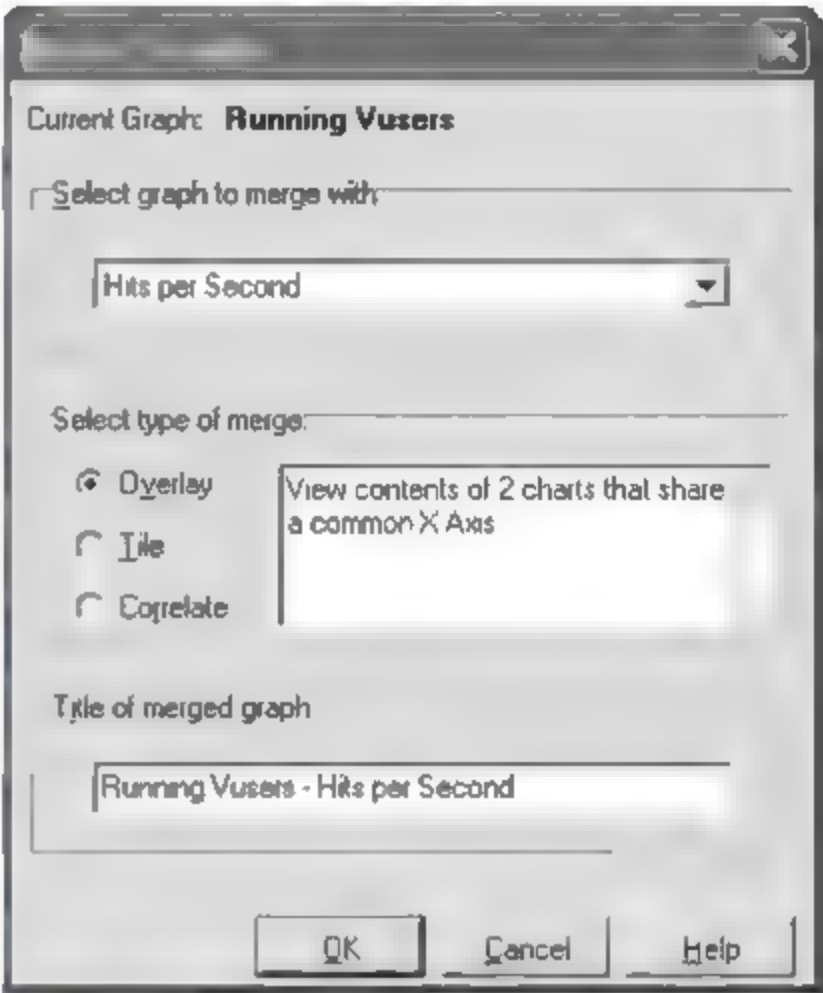 Current Graph: Running Vusers
Select graph to merge with:
Hits per Second
Select type of merge:
Overlay
View contents of 2 charts that share
a common X Axis
Tile
Correlate
Title of merged graph
Running Vusers - Hits per Second
OK Cancel Help